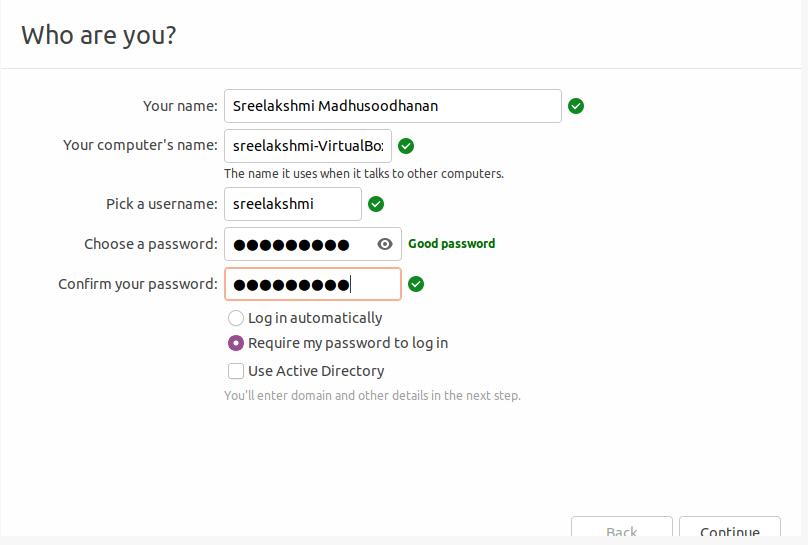 Who are you?
Your name: Sreelakshmi Madhusoodhanan
Your computer's name: sreelakshmi-VirtualBo
The name it uses when it talks to other computers.
Pick a username: sreelakshmi
Choose a password: ●●●●●●●●● Good password
Confirm your password: ●●●●●●●●●
Log in automatically
Require my password to log in
Use Active Directory
You'll enter domain and other details in the next step.
Back Continue